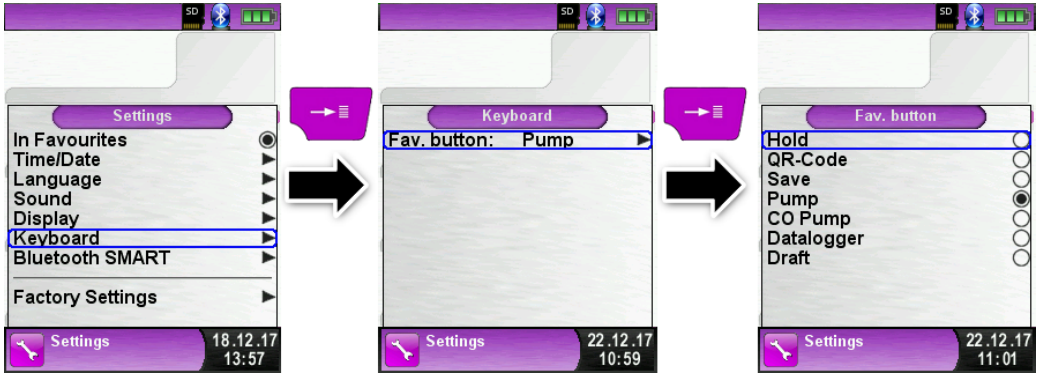 SD
Settings
In Favourites
Time/Date
Language
Sound
Display
Keyboard
Bluetooth SMART
Factory Settings
Settings
18.12.17
13:57
SD
Keyboard
Fav. button: Pump
Settings
22.12.17
10:59
SD
Fav. button
Hold
QR-Code
Save
Pump
CO Pump
Datalogger
Draft
Settings
22.12.17
11:01